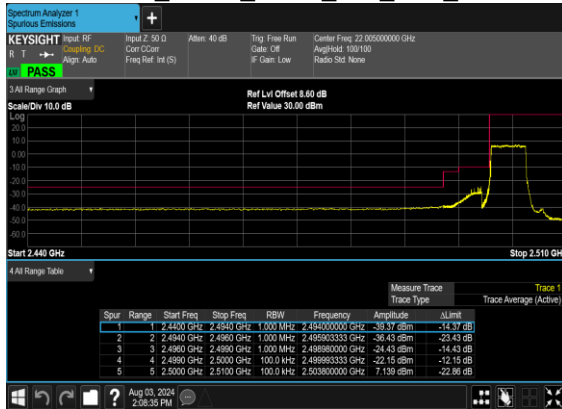 Spectrum Analyzer 1
Spurious Emissions
+
KEYSIGHT Input: RF Input Z: 50 Ω Atten: 40 dB Trig: Free Run Center Freq: 22.005000000 GHz
R T Coupling: DC Corr CCorr Gate: Off Avg|Hold: 100/100
Align: Auto Freq Ref: Int (S) IF Gain: Low Radio Std: None
PASS
3 All Range Graph Ref Lvl Offset 8.60 dB
Scale/Div 10.0 dB Ref Value 30.00 dBm
Log
20.0
10.0
0.00
-10.0
-20.0
-30.0
-40.0
-50.0
-60.0
Start 2.440 GHz Stop 2.510 GH
4 All Range Table
Measure Trace Trace 1
Trace Type Trace Average (Active)
Spur Range Start Freq Stop Freq RBW Frequency Amplitude ΔLimit
1 1 2.4400 GHz 2.4940 GHz 1.000 MHz 2.494000000 GHz -39.37 dBm -14.37 dB
2 2 2.4940 GHz 2.4960 GHz 1.000 MHz 2.495903333 GHz -36.43 dBm -23.43 dB
3 3 2.4960 GHz 2.4990 GHz 1.000 MHz 2.498980000 GHz -24.43 dBm -14.43 dB
4 4 2.4990 GHz 2.5000 GHz 100.0 kHz 2.499993333 GHz -22.15 dBm -12.15 dB
5 5 2.5000 GHz 2.5100 GHz 100.0 kHz 2.503800000 GHz 7.139 dBm -22.86 dB
? Aug 03, 2024
2:08:35 PM